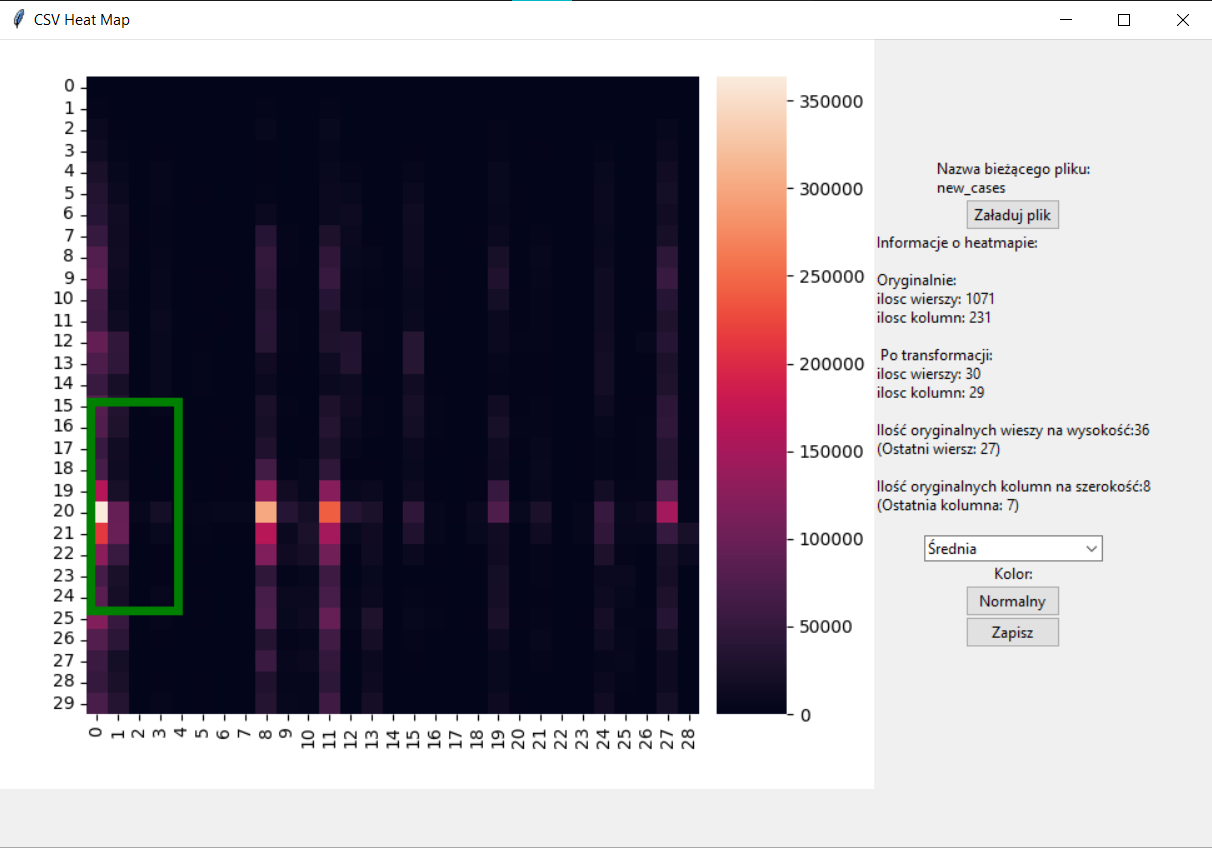 CSV Heat Map
0
1
2
3
4
5
6
7
8
9
10
11
12
13
14
15
16
17
18
19
20
21
22
23
24
25
26
27
28
29
0 1 2 3 4 5 6 7 8 9 10 11 12 13 14 15 16 17 18 19 20 21 22 23 24 25 26 27 28
350000
300000
250000
200000
150000
100000
50000
0
Nazwa bieżącego pliku:
new_cases
Załaduj plik
Informacje o heatmapie:
Oryginalnie:
ilosc wierszy: 1071
ilosc kolumn: 231
Po transformacji:
ilosc wierszy: 30
ilosc kolumn: 29
Ilość oryginalnych wieszy na wysokość:36
(Ostatni wiersz: 27)
Ilość oryginalnych kolumn na szerokość:8
(Ostatnia kolumna: 7)
Średnia
Kolor:
Normalny
Zapisz